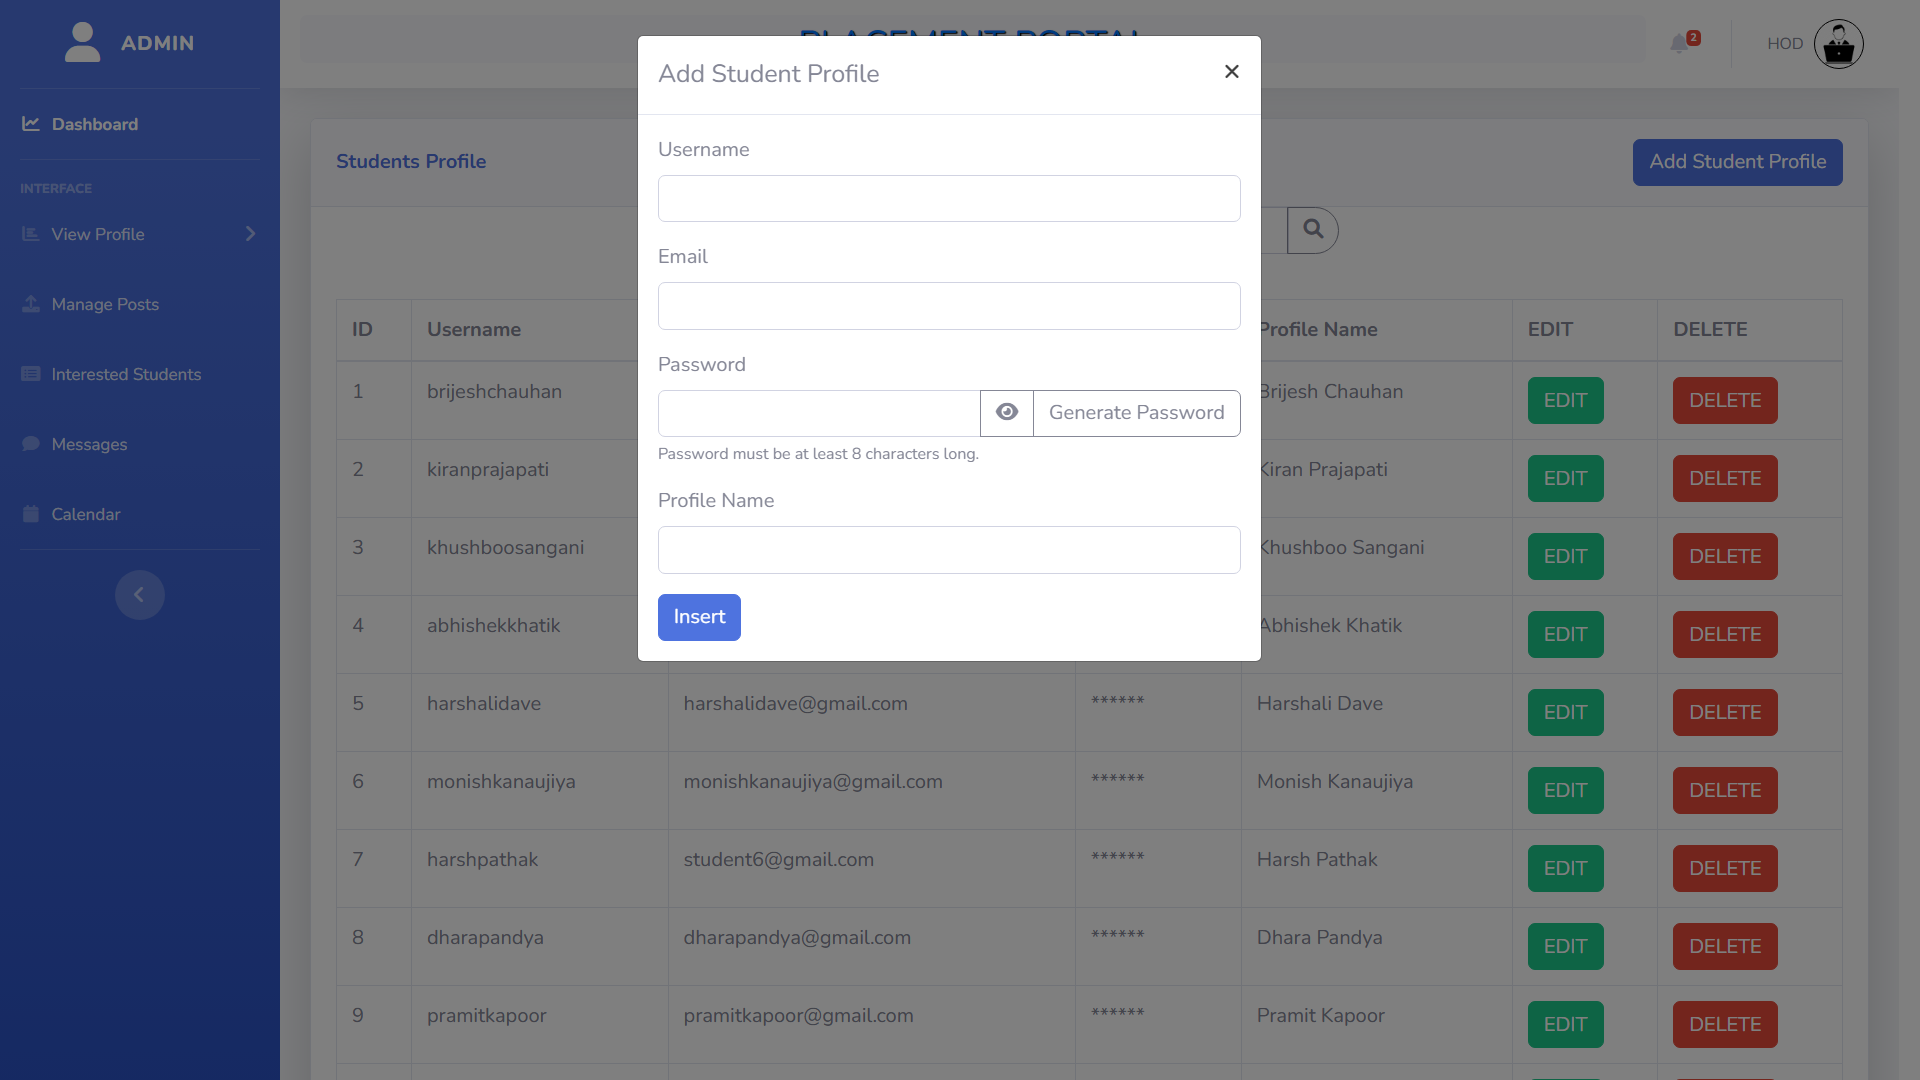 ADMIN
Dashboard
INTERFACE
View Profile
Manage Posts
Interested Students
Messages
Calendar
PLACEMENT PORTAL
2
HOD
Students Profile
Add Student Profile
Add Student Profile
×
Username
Email
Password
Generate Password
Password must be at least 8 characters long.
Profile Name
Insert
ID Username Profile Name EDIT DELETE
1 brijeshchauhan Brijesh Chauhan EDIT DELETE
2 kiranprajapati Kiran Prajapati EDIT DELETE
3 khushboosangani Khushboo Sangani EDIT DELETE
4 abhishekkhatik Abhishek Khatik EDIT DELETE
5 harshalidave harshalidave@gmail.com ****** Harshali Dave EDIT DELETE
6 monishkanaujiya monishkanaujiya@gmail.com ****** Monish Kanaujiya EDIT DELETE
7 harshpathak student6@gmail.com ****** Harsh Pathak EDIT DELETE
8 dharapandya dharapandya@gmail.com ****** Dhara Pandya EDIT DELETE
9 pramitkapoor pramitkapoor@gmail.com ****** Pramit Kapoor EDIT DELETE